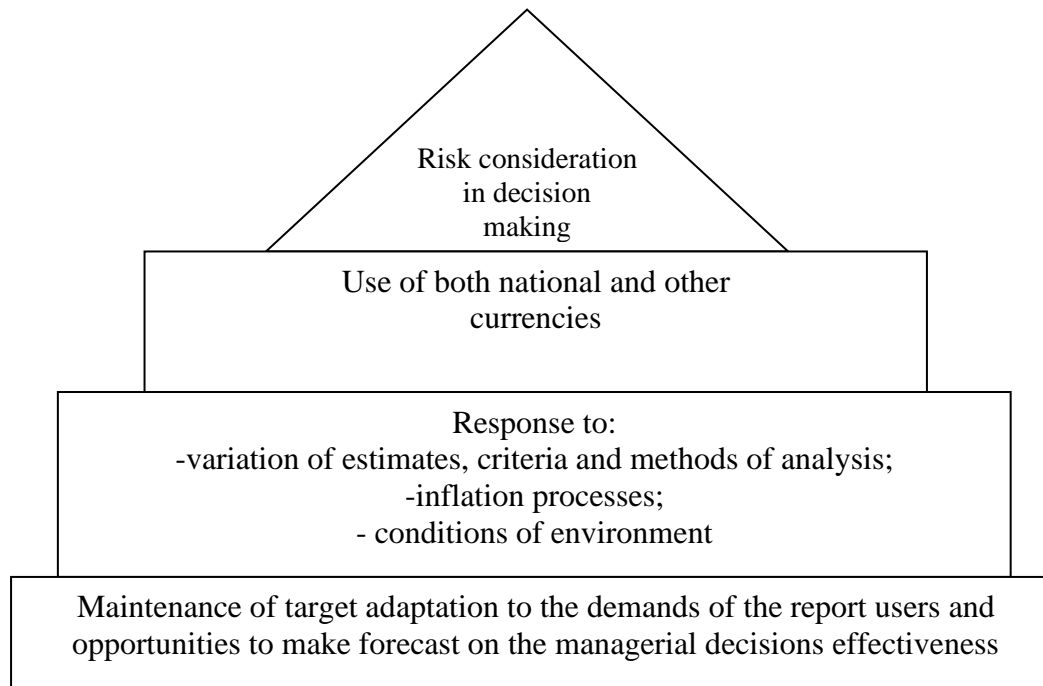 Risk consideration
in decision
making
Use of both national and other
currencies
Response to:
-variation of estimates, criteria and methods of analysis;
-inflation processes;
- conditions of environment
Maintenance of target adaptation to the demands of the report users and
opportunities to make forecast on the managerial decisions effectiveness